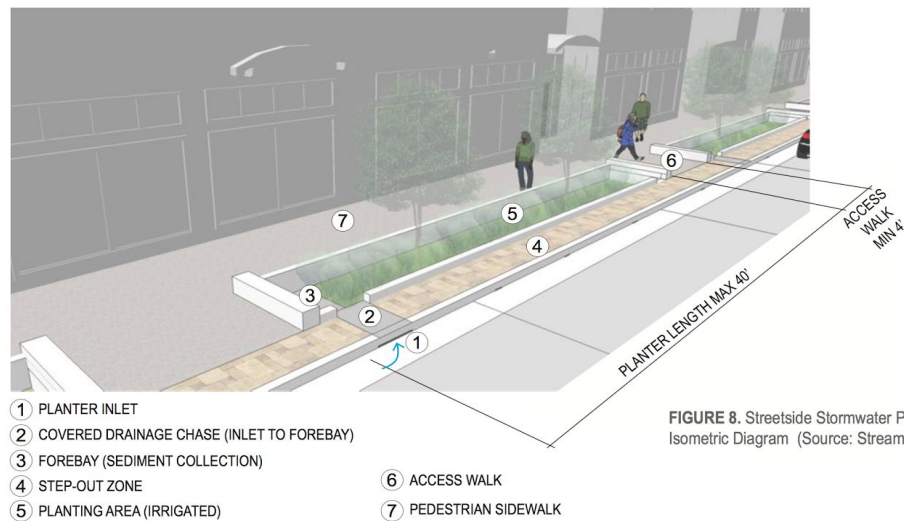 7
6
5
4
3
2
1
ACCESS
WALK
MIN 4'
PLANTER LENGTH MAX 40'
1 PLANTER INLET
2 COVERED DRAINAGE CHASE (INLET TO FOREBAY)
3 FOREBAY (SEDIMENT COLLECTION)
4 STEP-OUT ZONE
5 PLANTING AREA (IRRIGATED)
6 ACCESS WALK
7 PEDESTRIAN SIDEWALK
FIGURE 8. Streetside Stormwater P
Isometric Diagram (Source: Stream